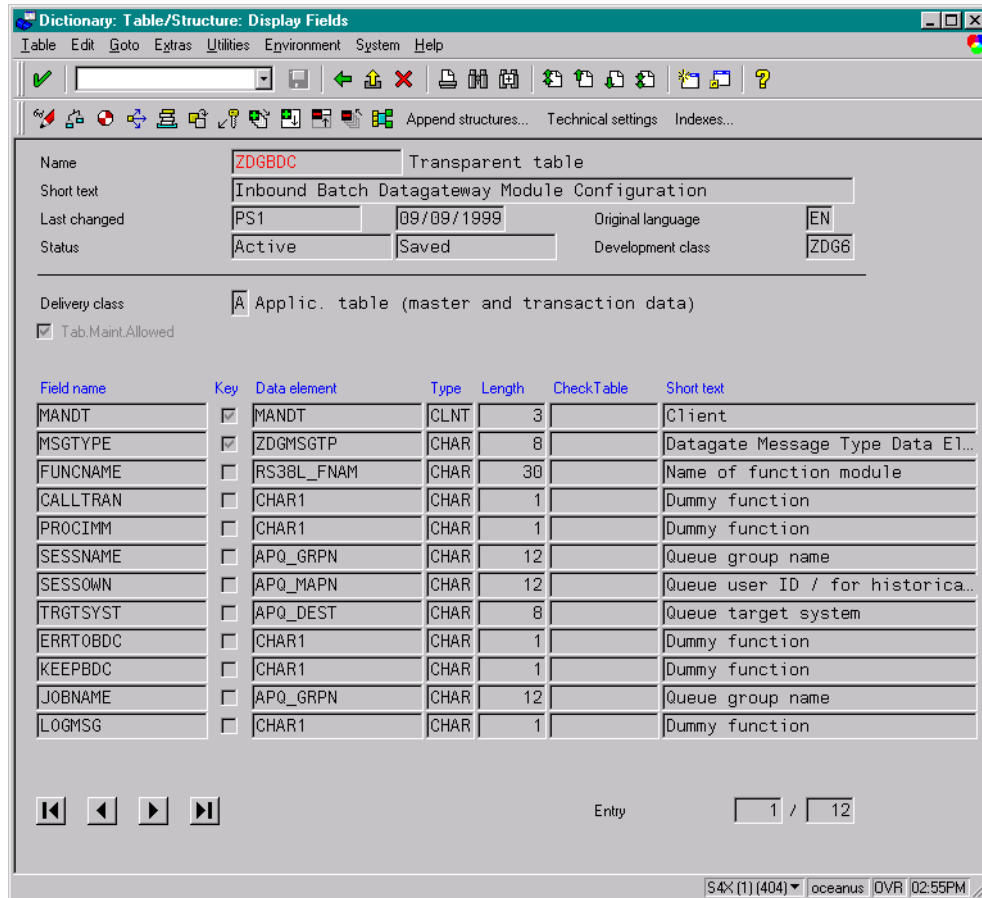 Dictionary: Table/Structure: Display Fields
Table Edit Goto Extras Utilities Environment System Help
Append structures... Technical settings Indexes...
Name ZDGBDC Transparent table
Short text Inbound Batch Datagateway Module Configuration
Last changed PS1 09/09/1999 Original language EN
Status Active Saved Development class ZDG6
Delivery class A Applic. table (master and transaction data)
Tab.Maint.Allowed
Field name Key Data element Type Length CheckTable Short text
MANDT MANDT CLNT 3 Client
MSGTYPE ZDGMSGTP CHAR 8 Datagate Message Type Data El...
FUNCNAME RS38L_FNAM CHAR 30 Name of function module
CALLTRAN CHAR1 CHAR 1 Dummy function
PROCIMM CHAR1 CHAR 1 Dummy function
SESSNAME APQ_GRPN CHAR 12 Queue group name
SESSOWN APQ_MAPN CHAR 12 Queue user ID / for historica...
TRGTSYST APQ_DEST CHAR 8 Queue target system
ERRTOBDC CHAR1 CHAR 1 Dummy function
KEEPBDC CHAR1 CHAR 1 Dummy function
JOBNAME APQ_GRPN CHAR 12 Queue group name
LOGMSG CHAR1 CHAR 1 Dummy function
Entry 1 / 12
S4X (1) (404) oceanus OVR 02:55PM